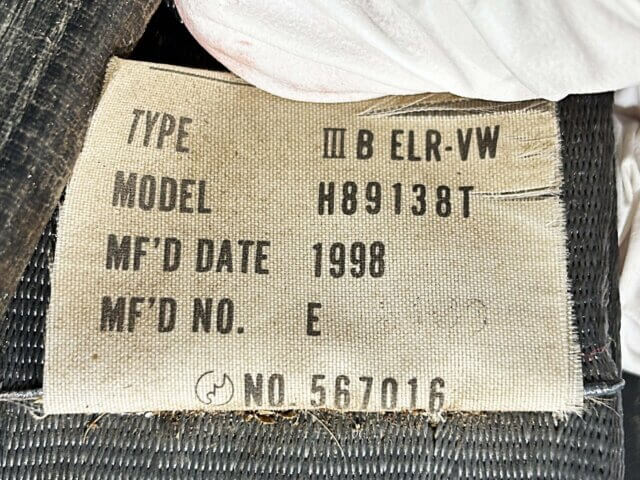 TYPE III B ELR-VW
MODEL H89138T
MF'D DATE 1998
MF'D NO. E
NO. 567016